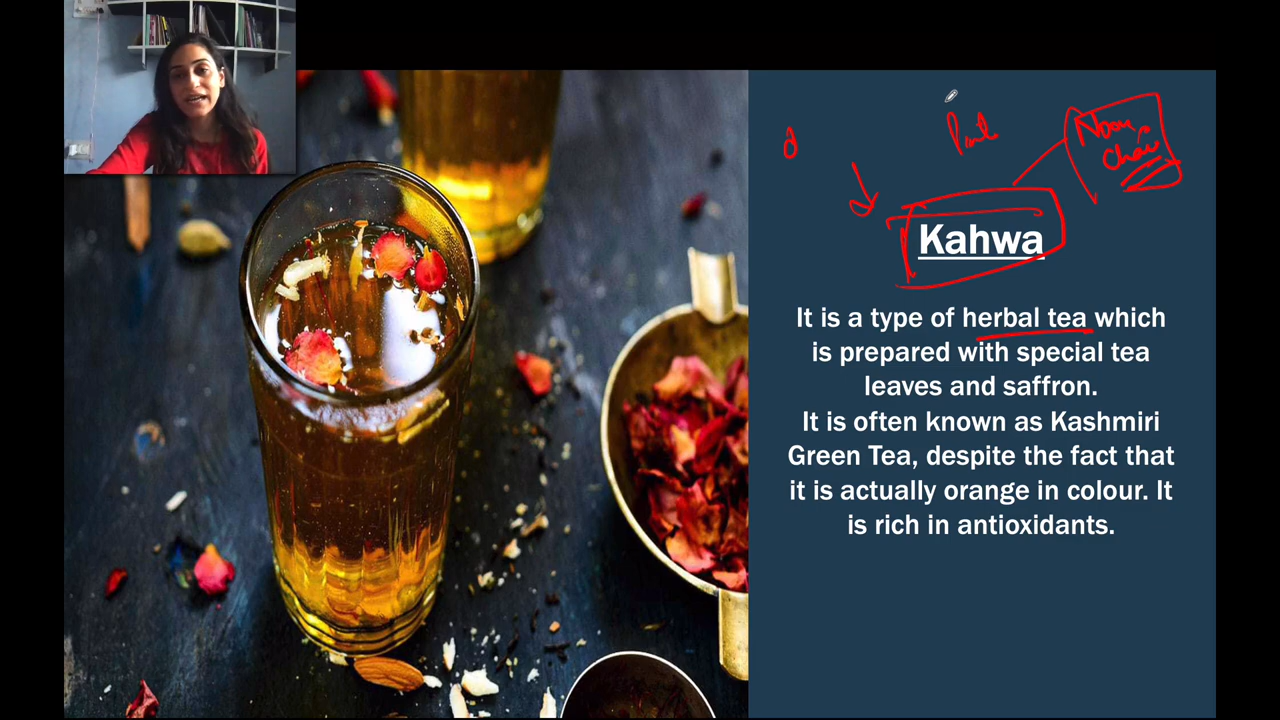 Noon
Chai
Kahwa
It is a type of herbal tea which
is prepared with special tea
leaves and saffron.
It is often known as Kashmiri
Green Tea, despite the fact that
it is actually orange in colour. It
is rich in antioxidants.